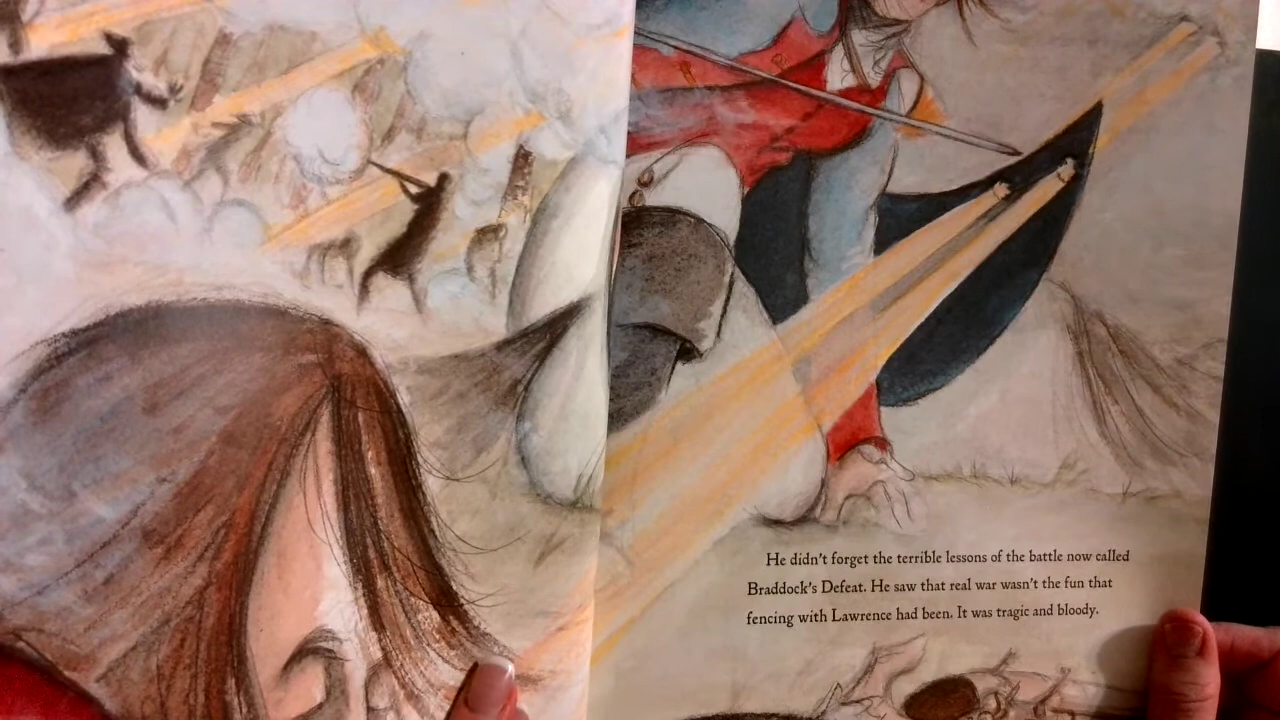 He didn't forget the terrible lessons of the battle now called
Braddock's Defeat. He saw that real war wasn't the fun that
fencing with Lawrence had been. It was tragic and bloody.